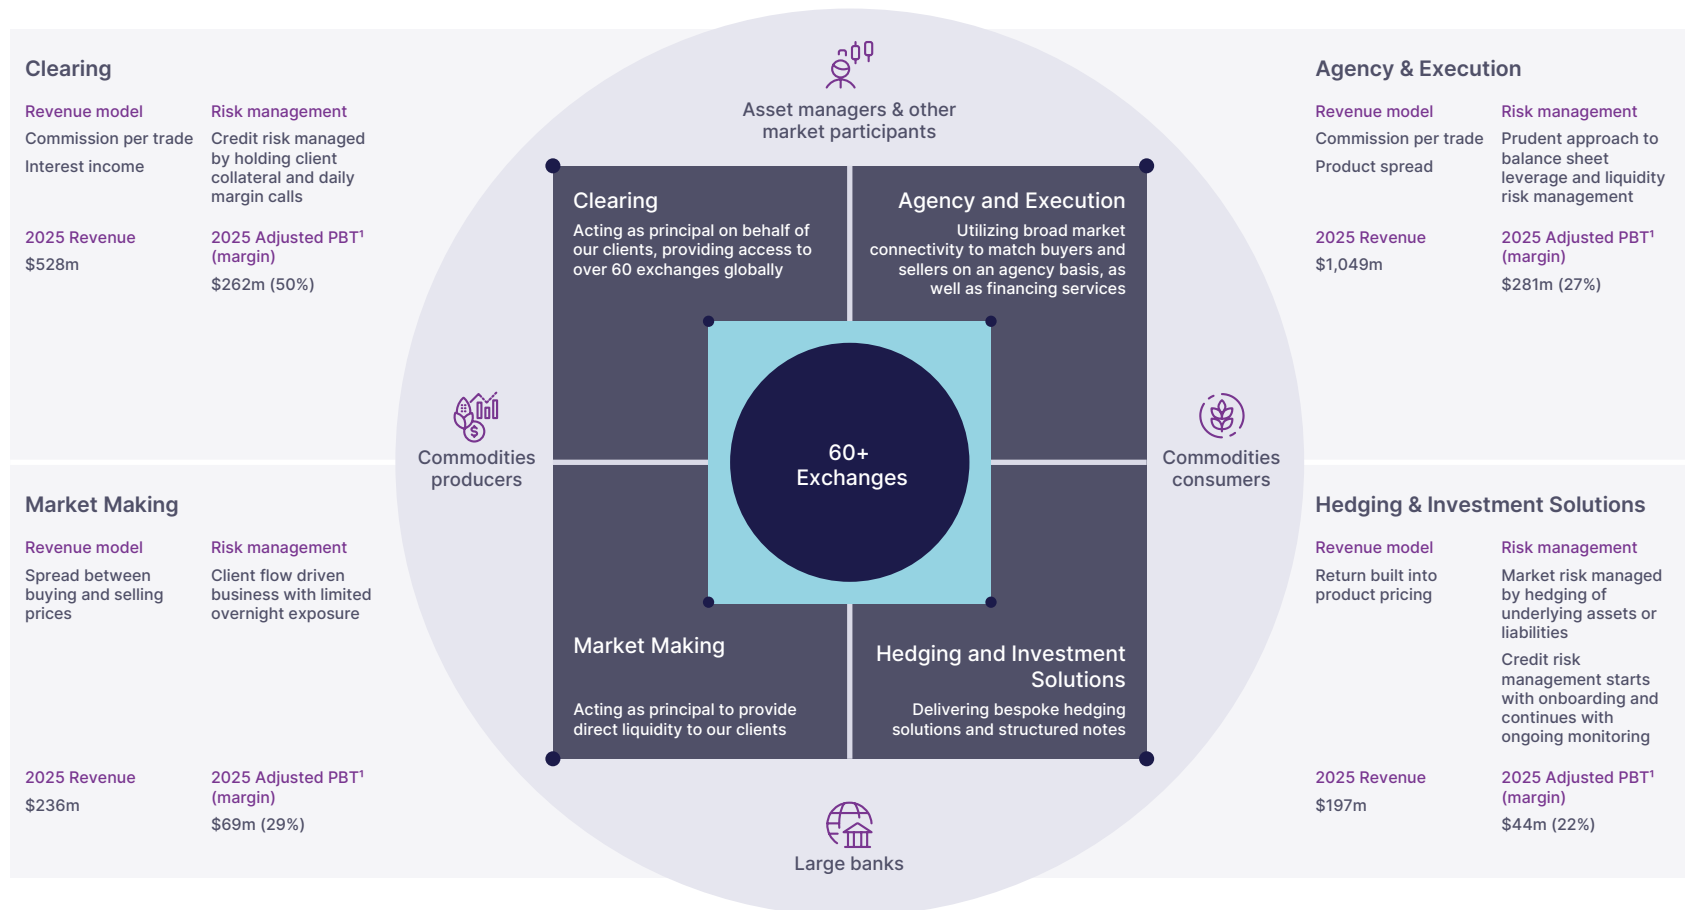 Clearing
Revenue model
Commission per trade
Interest income
Risk management
Credit risk managed
by holding client
collateral and daily
margin calls
2025 Revenue
$528m
2025 Adjusted PBT¹
(margin)
$262m (50%)
Asset managers & other
market participants
Agency & Execution
Revenue model
Commission per trade
Product spread
Risk management
Prudent approach to
balance sheet
leverage and liquidity
risk management
2025 Revenue
$1,049m
2025 Adjusted PBT¹
(margin)
$281m (27%)
Clearing
Acting as principal on behalf of
our clients, providing access to
over 60 exchanges globally
Agency and Execution
Utilizing broad market
connectivity to match buyers and
sellers on an agency basis, as
well as financing services
Commodities
producers
60+
Exchanges
Commodities
consumers
Market Making
Acting as principal to provide
direct liquidity to our clients
Hedging and Investment
Solutions
Delivering bespoke hedging
solutions and structured notes
Large banks
Market Making
Revenue model
Spread between
buying and selling
prices
Risk management
Client flow driven
business with limited
overnight exposure
2025 Revenue
$236m
2025 Adjusted PBT¹
(margin)
$69m (29%)
Hedging & Investment Solutions
Revenue model
Return built into
product pricing
Risk management
Market risk managed
by hedging of
underlying assets or
liabilities
Credit risk
management starts
with onboarding and
continues with
ongoing monitoring
2025 Revenue
$197m
2025 Adjusted PBT¹
(margin)
$44m (22%)